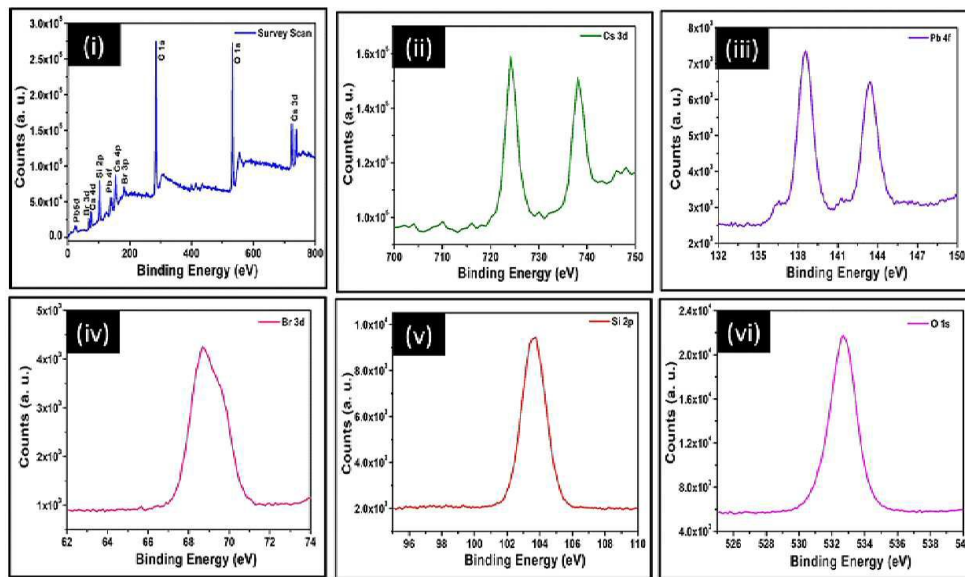 (i)
Survey Scan
3.0x10⁵
2.5x10⁵
2.0x10⁵
1.5x10⁵
1.0x10⁵
5.0x10⁴
0.0
Counts (a. u.)
Pb5d
Br 3d
Cs 4d
Si 2p
Pb 4f
Cs 4p
Br 3p
O 1s
O 1s
Cs 3d
0
200
400
600
800
Binding Energy (eV)
(ii)
Cs 3d
1.6x10⁵
1.4x10⁵
1.2x10⁵
1.0x10⁵
Counts (a. u.)
700
710
720
730
740
750
Binding Energy (eV)
(iii)
Pb 4f
8x10³
7x10³
6x10³
5x10³
4x10³
3x10³
2x10³
Counts (a. u.)
132
135
138
141
144
147
150
Binding Energy (eV)
(iv)
Br 3d
5x10³
4x10³
3x10³
2x10³
1x10³
Counts (a. u.)
62
64
66
68
70
72
74
Binding Energy (eV)
(v)
Si 2p
1.0x10⁴
8.0x10³
6.0x10³
4.0x10³
2.0x10³
Counts (a. u.)
96
98
100
102
104
106
108
110
Binding Energy (eV)
(vi)
O 1s
2.4x10⁴
2.0x10⁴
1.6x10⁴
1.2x10⁴
8.0x10³
4.0x10³
Counts (a. u.)
526
528
530
532
534
536
538
Binding Energy (eV)